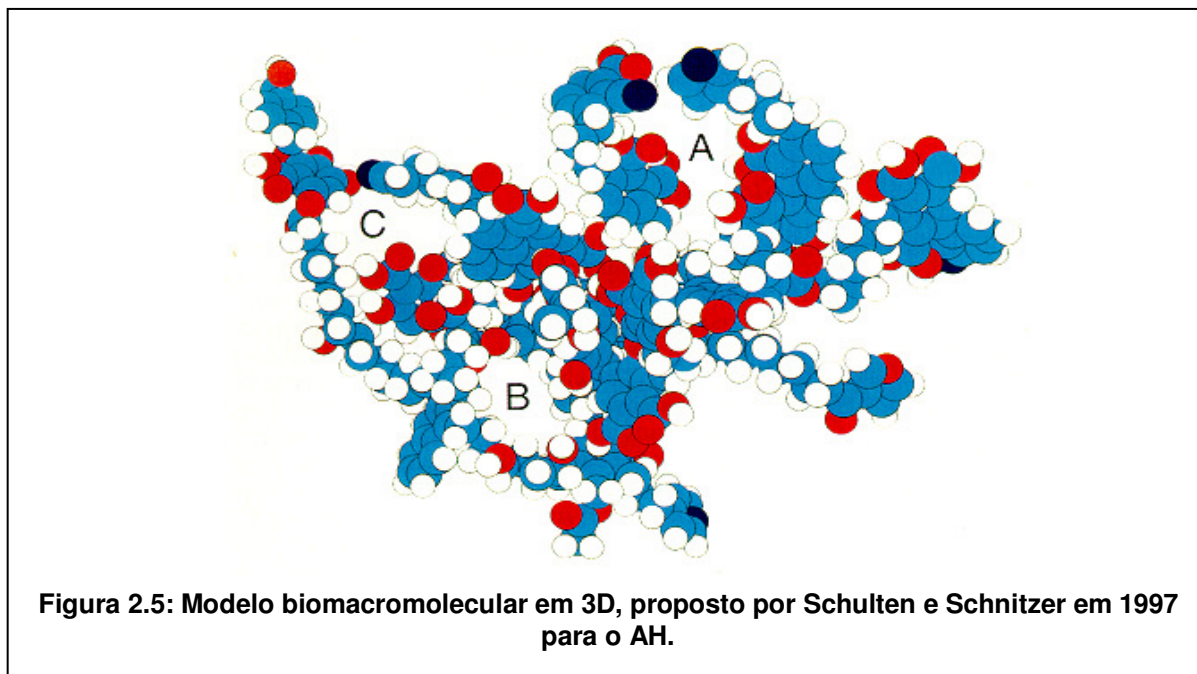 A
C
B
Figura 2.5: Modelo biomacromolecular em 3D, proposto por Schulten e Schnitzer em 1997
para o AH.